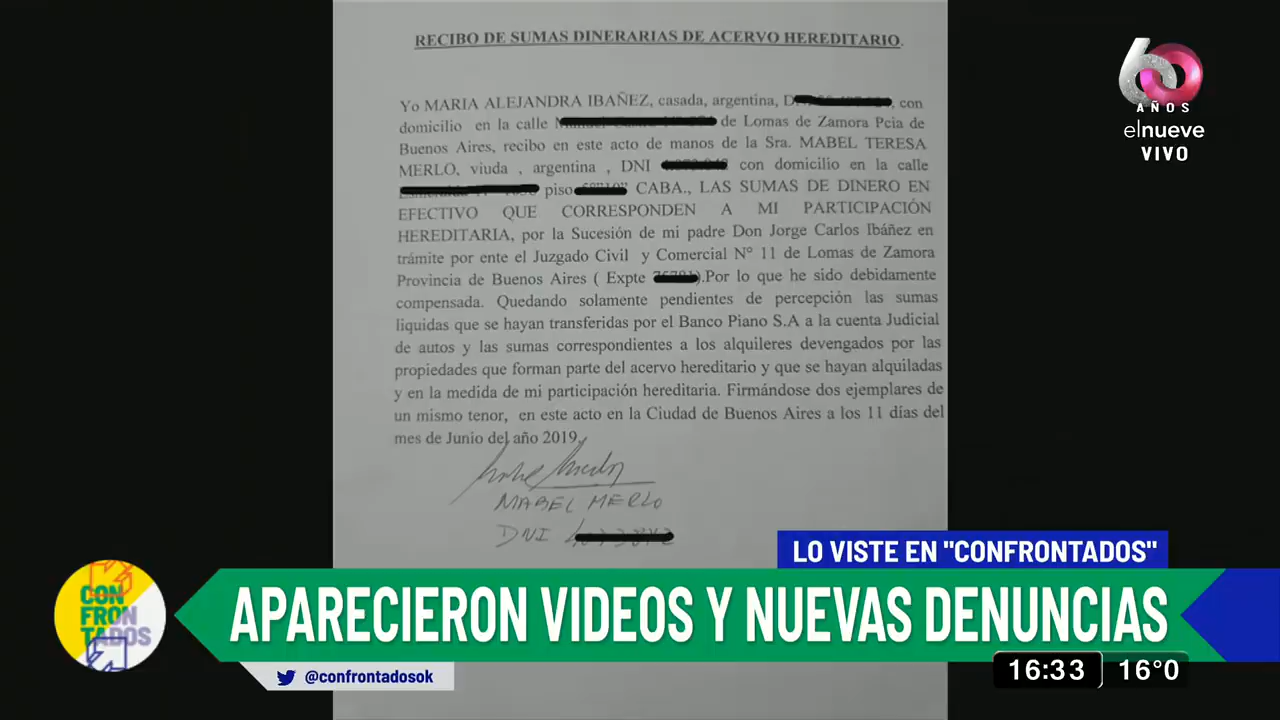 RECIBO DE SUMAS DINERARIAS DE ACERVO HEREDITARIO.
Yo MARIA ALEJANDRA IBAÑEZ, casada, argentina, D , con
domicilio en la calle de Lomas de Zamora Pcia de
Buenos Aires, recibo en este acto de manos de la Sra. MABEL TERESA
MERLO, viuda , argentina , DNI con domicilio en la calle
piso CABA., LAS SUMAS DE DINERO EN
EFECTIVO QUE CORRESPONDEN A MI PARTICIPACIÓN
HEREDITARIA, por la Sucesión de mi padre Don Jorge Carlos Ibáñez en
trámite por ente el Juzgado Civil y Comercial N° 11 de Lomas de Zamora
Provincia de Buenos Aires ( Expte ).Por lo que he sido debidamente
compensada. Quedando solamente pendientes de percepción las sumas
liquidas que se hayan transferidas por el Banco Piano S.A a la cuenta Judicial
de autos y las sumas correspondientes a los alquileres devengados por las
propiedades que forman parte del acervo hereditario y que se hayan alquiladas
y en la medida de mi participación hereditaria. Firmándose dos ejemplares de
un mismo tenor, en este acto en la Ciudad de Buenos Aires a los 11 días del
mes de Junio del año 2019.
MABEL MERLO
DNI
60
AÑOS
elnueve
VIVO
LO VISTE EN "CONFRONTADOS"
APARECIERON VIDEOS Y NUEVAS DENUNCIAS
CON
FRON
TADOS
@confrontadosok
16:33 16°0